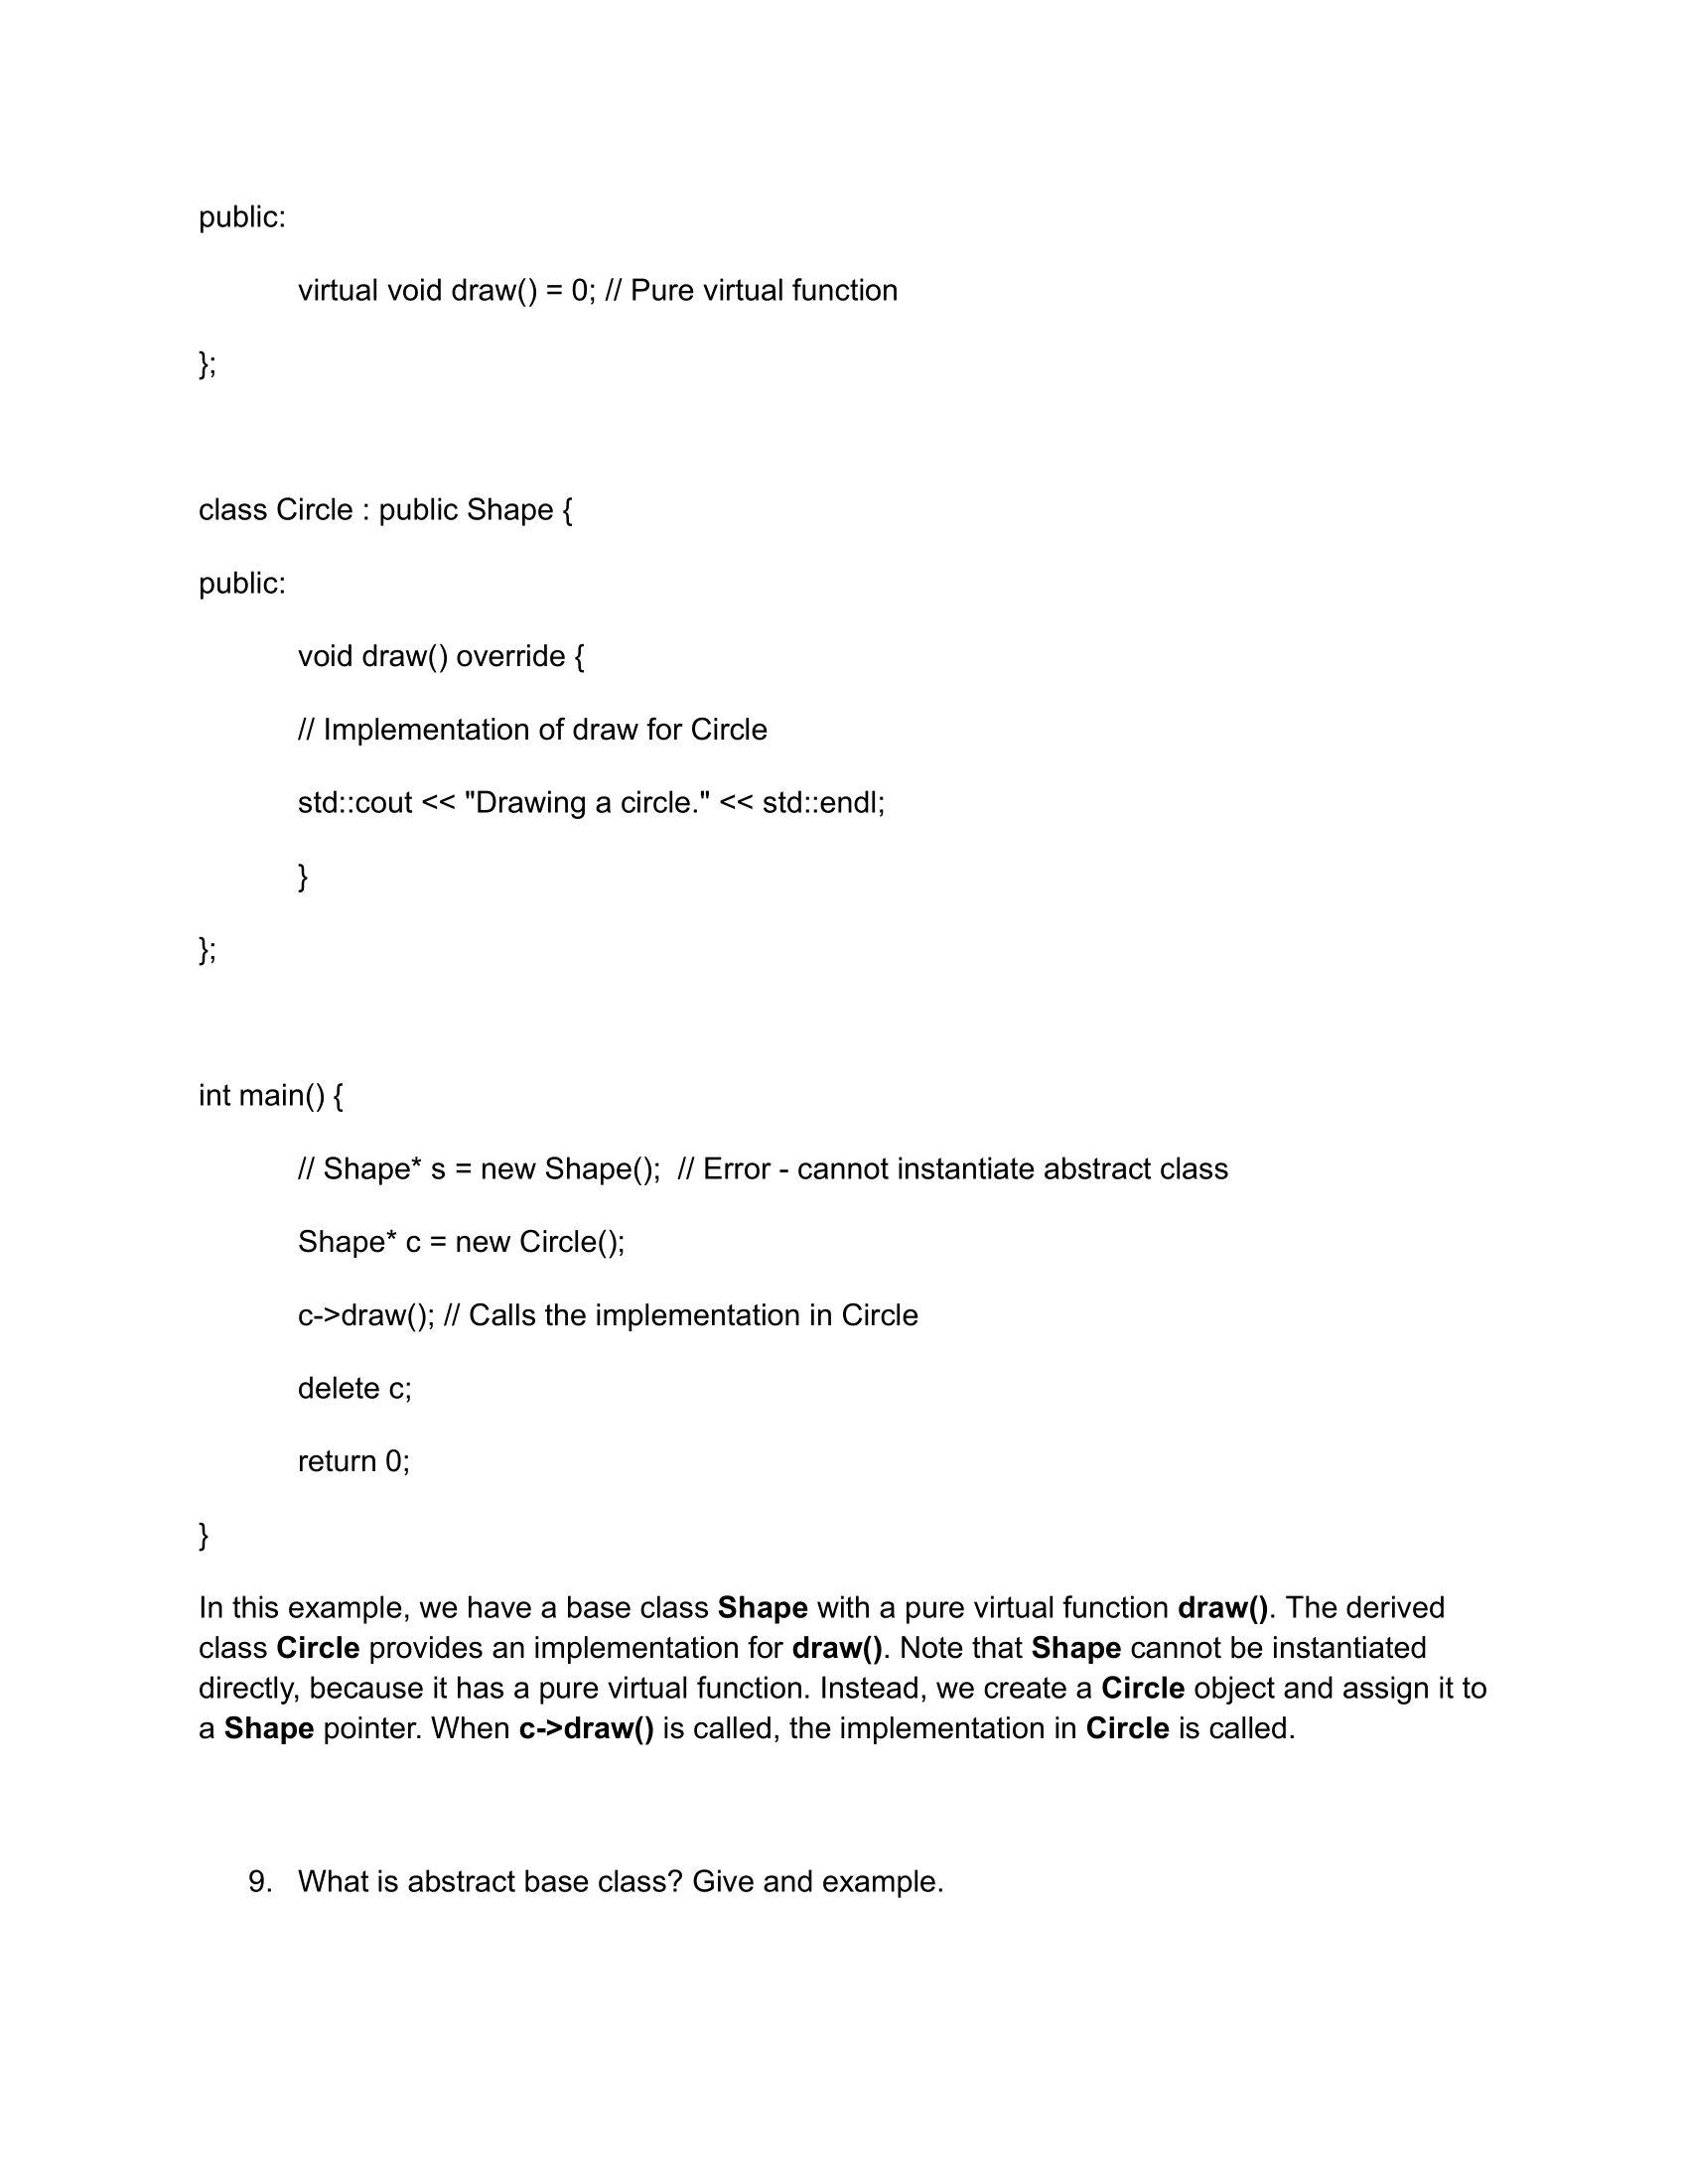 public:
virtual void draw() = 0; // Pure virtual function
};
class Circle : public Shape {
public:
void draw() override {
// Implementation of draw for Circle
std::cout << "Drawing a circle." << std::endl;
}
};
int main() {
// Shape* s = new Shape();  // Error - cannot instantiate abstract class
Shape* c = new Circle();
c->draw(); // Calls the implementation in Circle
delete c;
return 0;
}
In this example, we have a base class Shape with a pure virtual function draw(). The derived
class Circle provides an implementation for draw(). Note that Shape cannot be instantiated
directly, because it has a pure virtual function. Instead, we create a Circle object and assign it to
a Shape pointer. When c->draw() is called, the implementation in Circle is called.
9. What is abstract base class? Give and example.